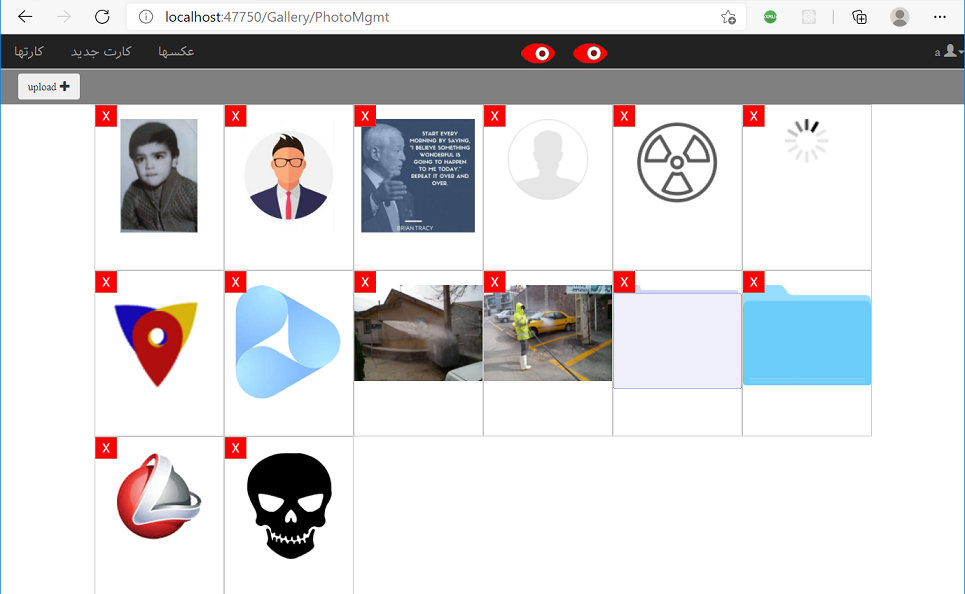 localhost:47750/Gallery/PhotoMgmt
کارتها
کارت جدید
عکسها
a
upload
X
X
X
X
X
X
START EVERY
MORNING BY SAYING,
"I BELIEVE SOMETHING
WONDERFUL IS
GOING TO HAPPEN
TO ME TODAY."
REPEAT IT OVER AND
OVER.
BRIAN TRACY
X
X
X
X
X
X
X
X